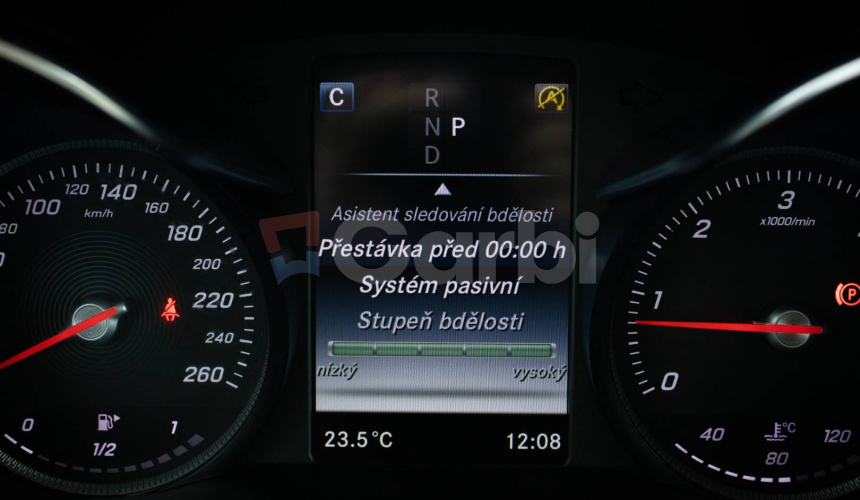 C
R
N P
D
Asistent sledování bdělosti
Přestávka před 00:00 h
Systém pasivní
Stupeň bdělosti
nízký vysoký
23.5°C 12:08
80 100 120 140 160 180 200 220 240 260
km/h
0 1/2 1
0 1 2 3
x1000/min
P
40 80 120
°C
Carbi